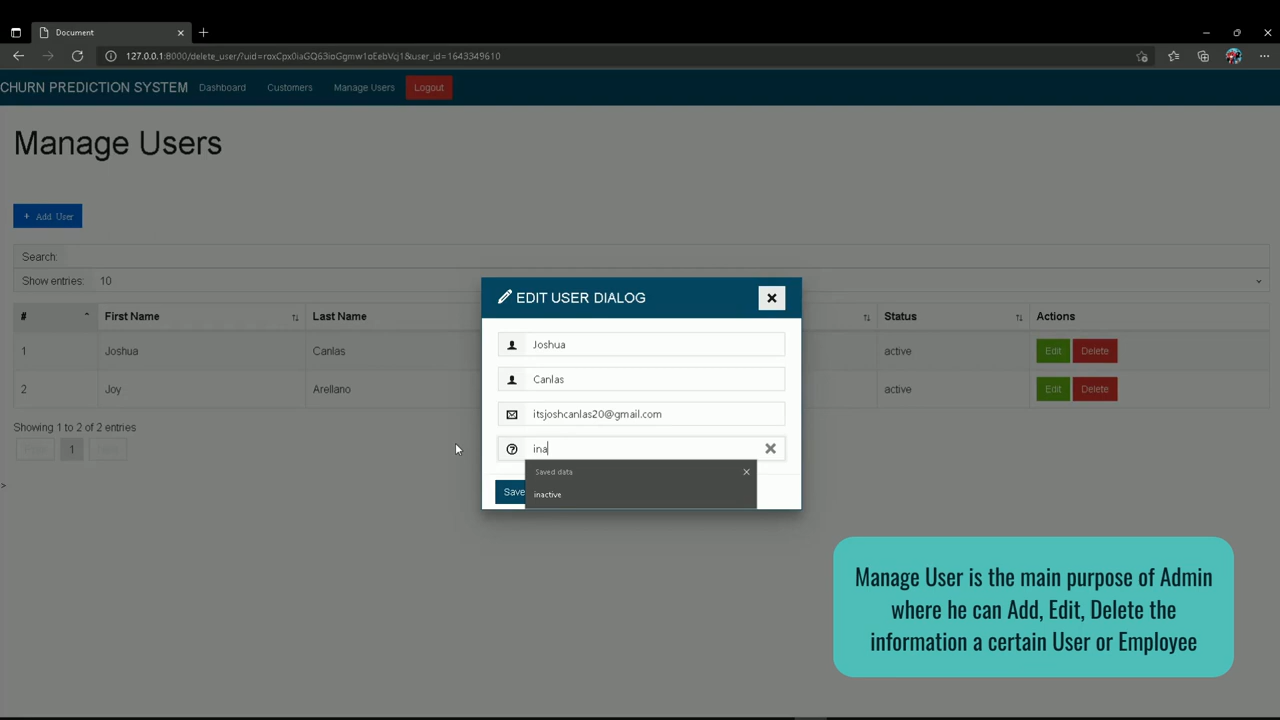 Document
127.0.0.1:8000/delete_user/?uid=roxCpx0iaGQ63iaGgmw1aEebVcj1&user_id=1643349610
CHURN PREDICTION SYSTEM Dashboard Customers Manage Users Logout
Manage Users
+ Add User
Search:
Show entries: 10
# First Name Last Name Status Actions
1 Joshua Canlas active Edit Delete
2 Joy Arellano active Edit Delete
Showing 1 to 2 of 2 entries
1
>
EDIT USER DIALOG
Joshua
Canlas
itsjoshcanlas20@gmail.com
ina
Saved data
inactive
Save
Manage User is the main purpose of Admin
where he can Add, Edit, Delete the
information a certain User or Employee